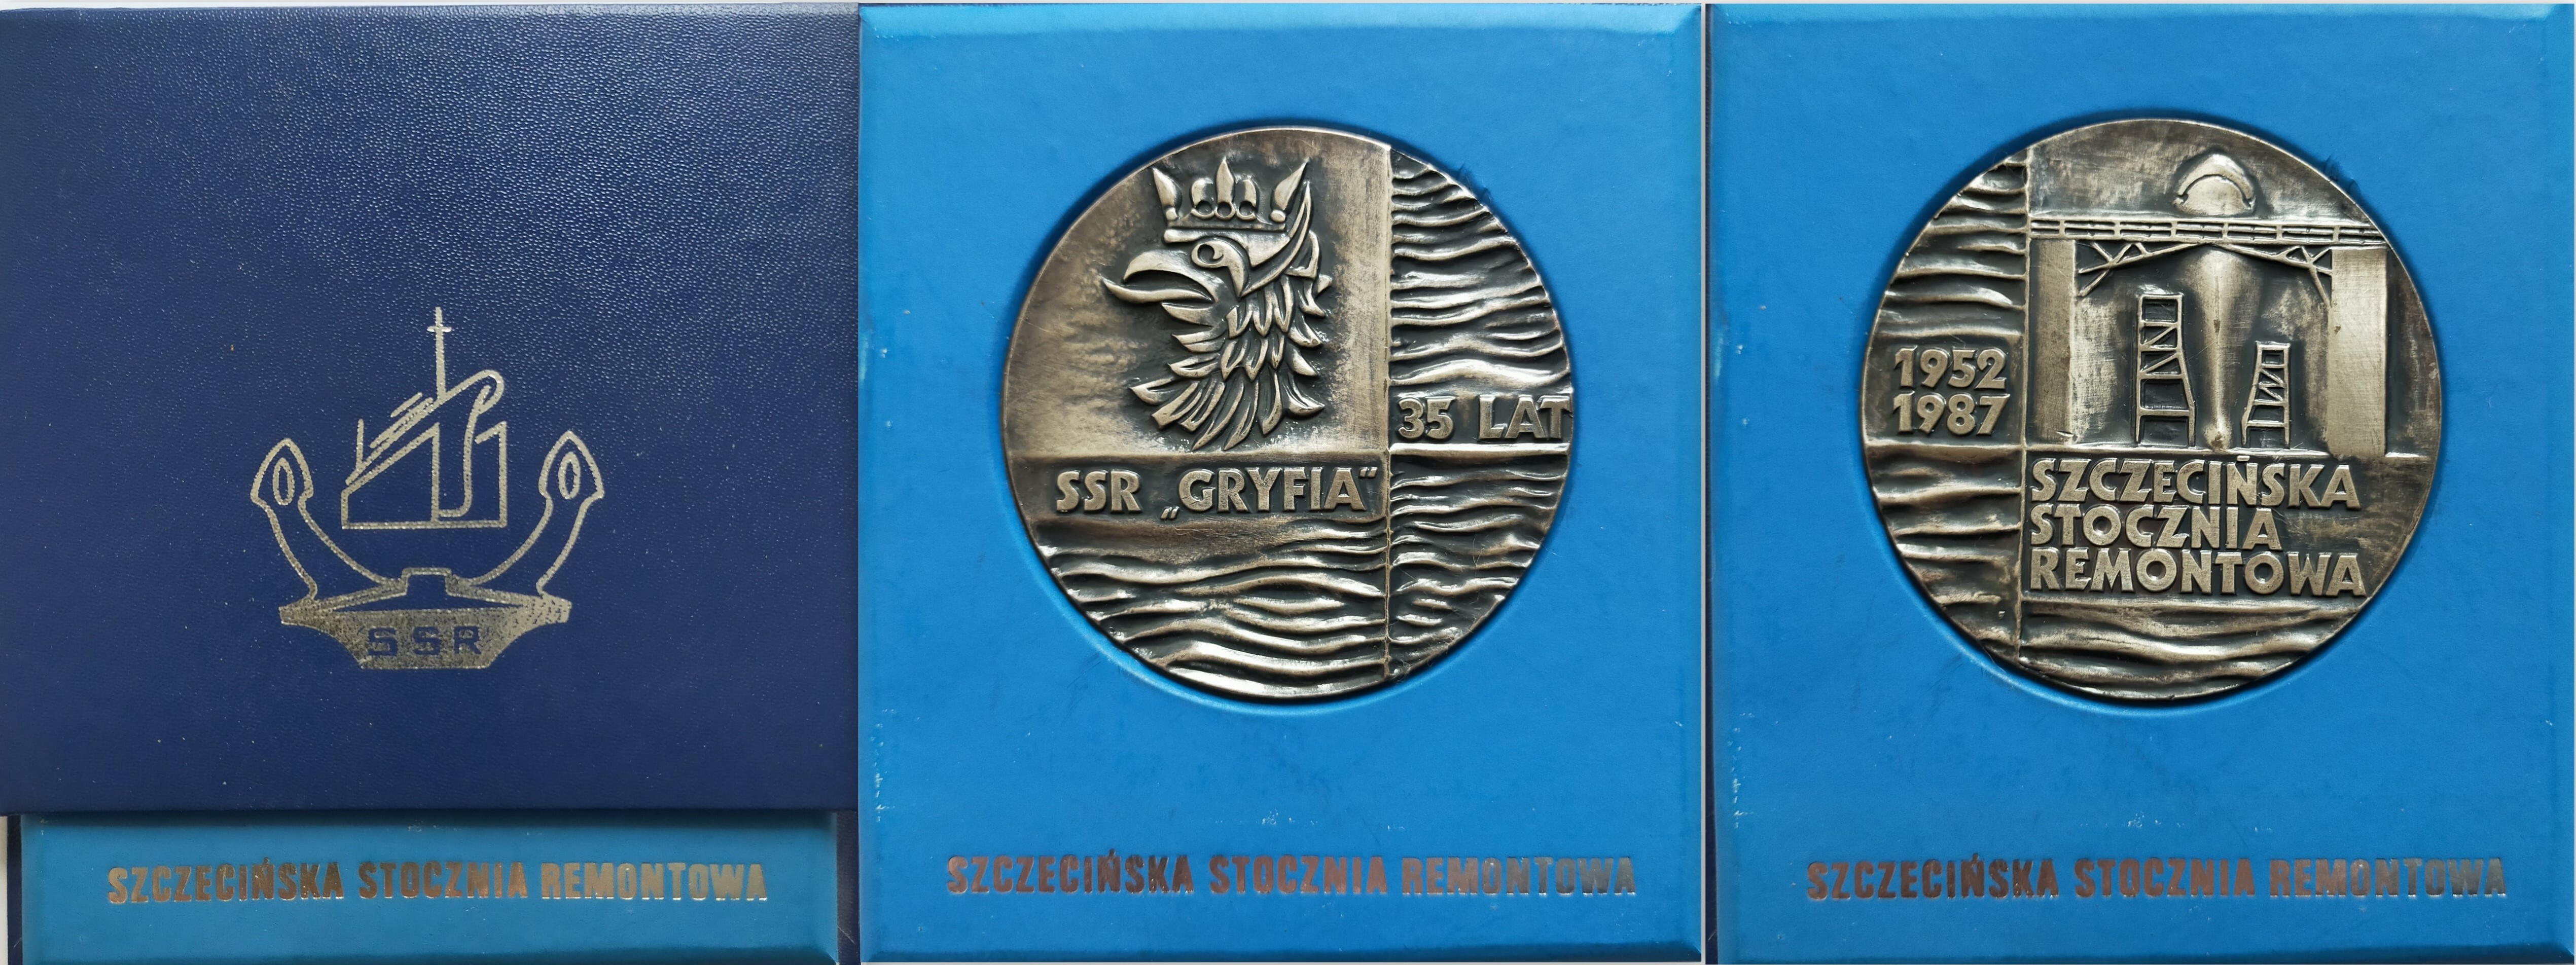 SSR
SZCZECIŃSKA STOCZNIA REMONTOWA
35 LAT
SSR „GRYFIA”
SZCZECIŃSKA STOCZNIA REMONTOWA
1952
1987
SZCZECIŃSKA
STOCZNIA
REMONTOWA
SZCZECIŃSKA STOCZNIA REMONTOWA